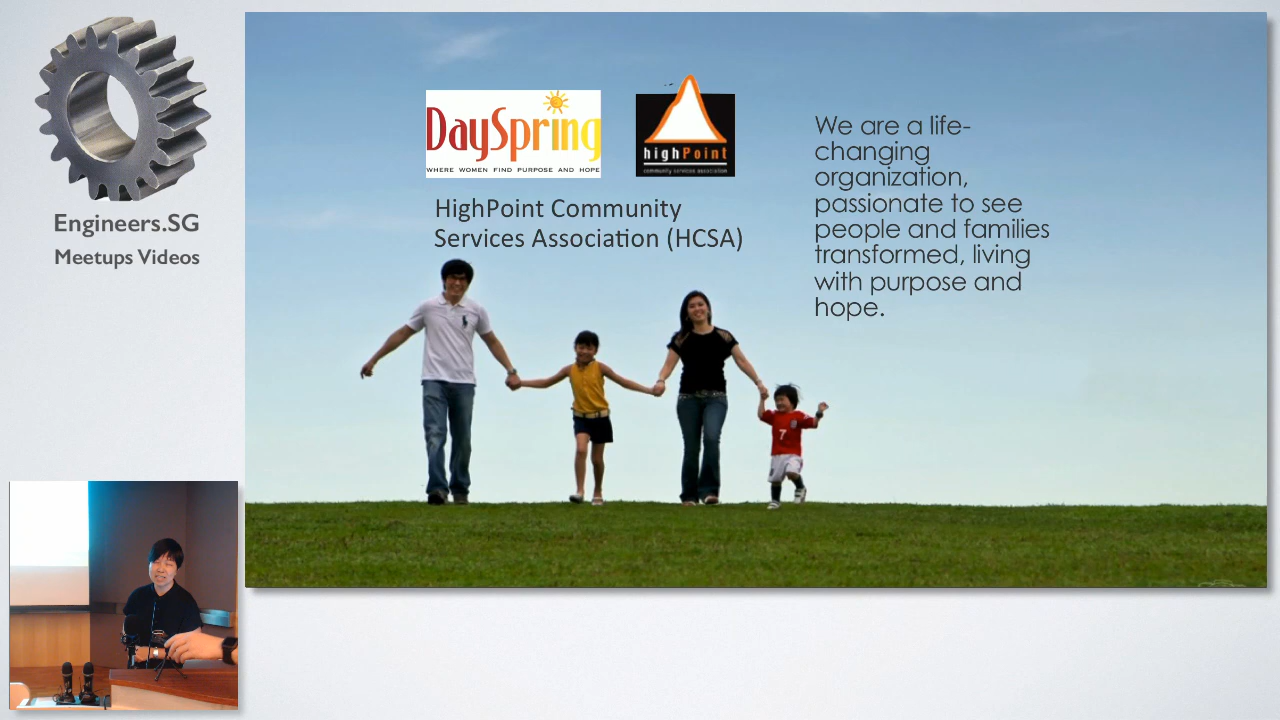 Engineers.SG
Meetups Videos
DaySpring
WHERE WOMEN FIND PURPOSE AND HOPE
highPoint
community services association
HighPoint Community
Services Association (HCSA)
We are a life-
changing
organization,
passionate to see
people and families
transformed, living
with purpose and
hope.
7